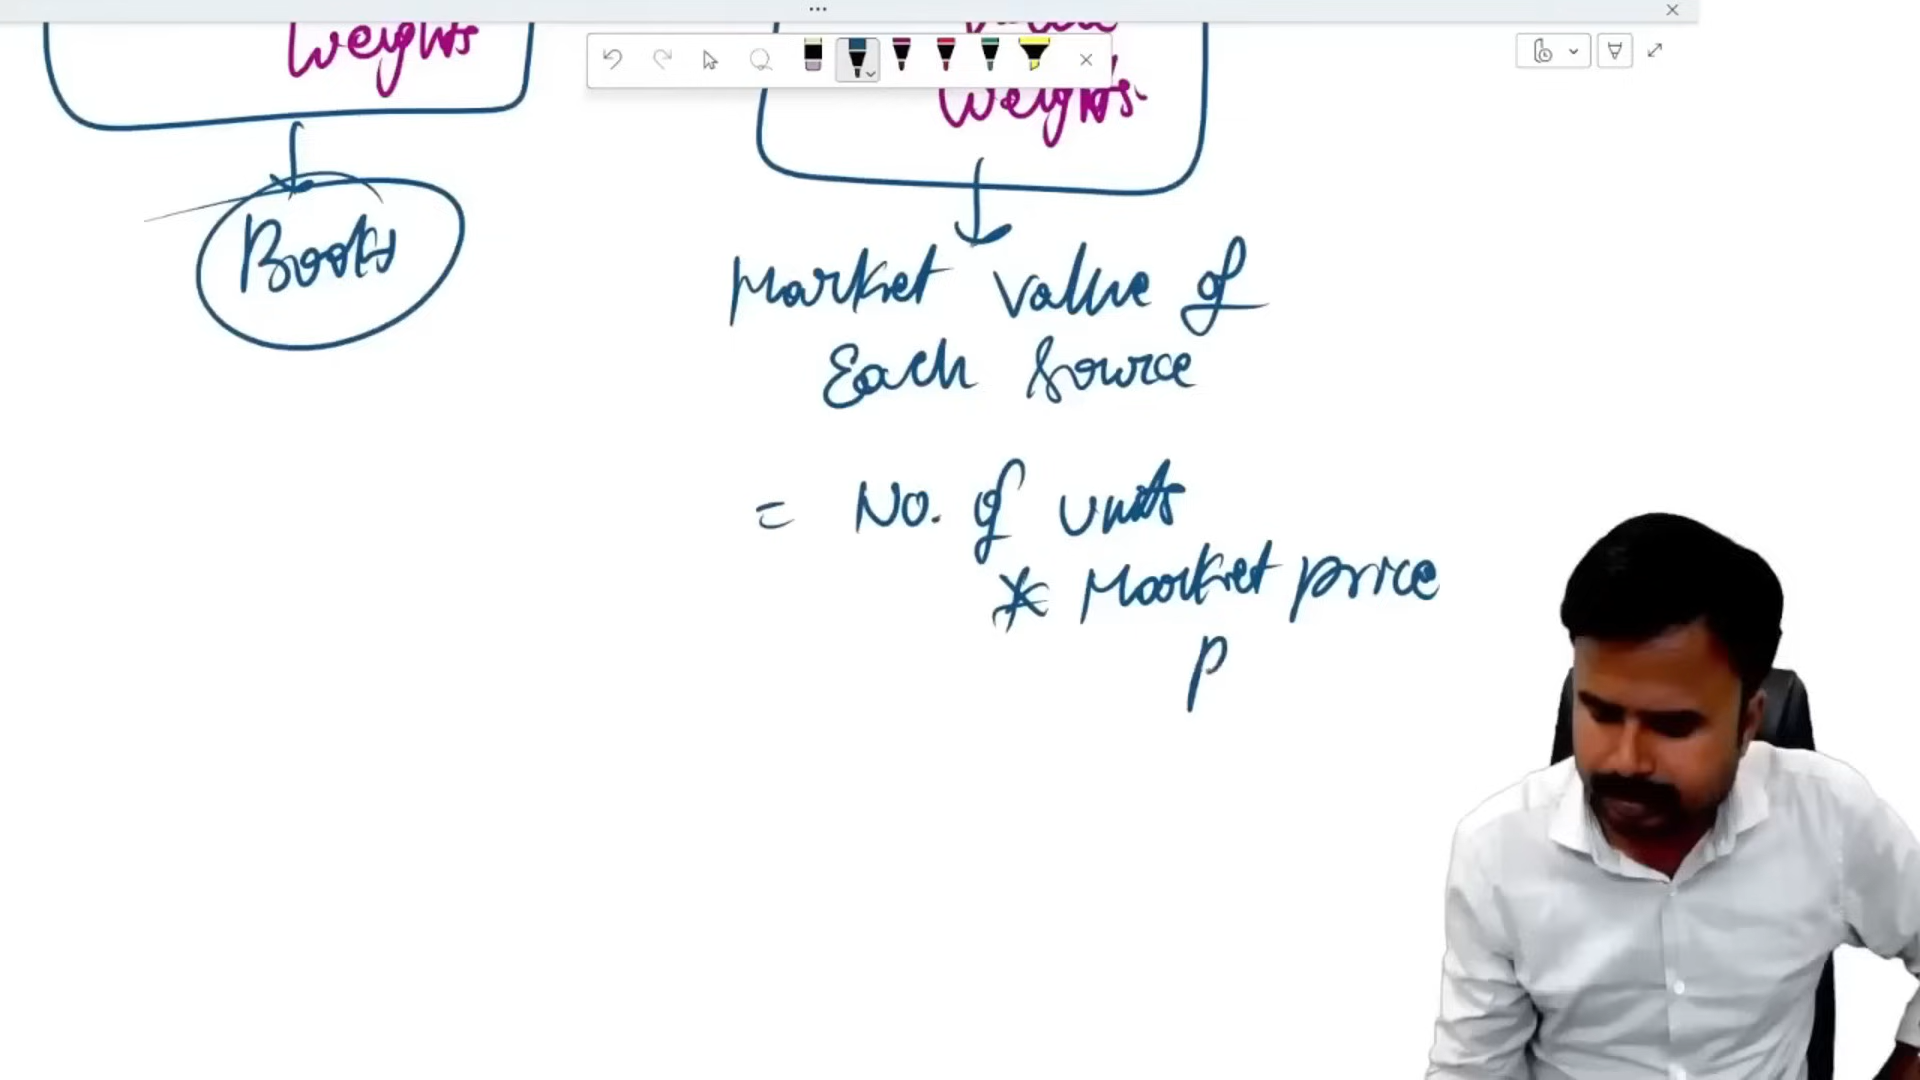 Weights
Weights.
Books
Market value of
Each source
= No. of units
* Market price
p